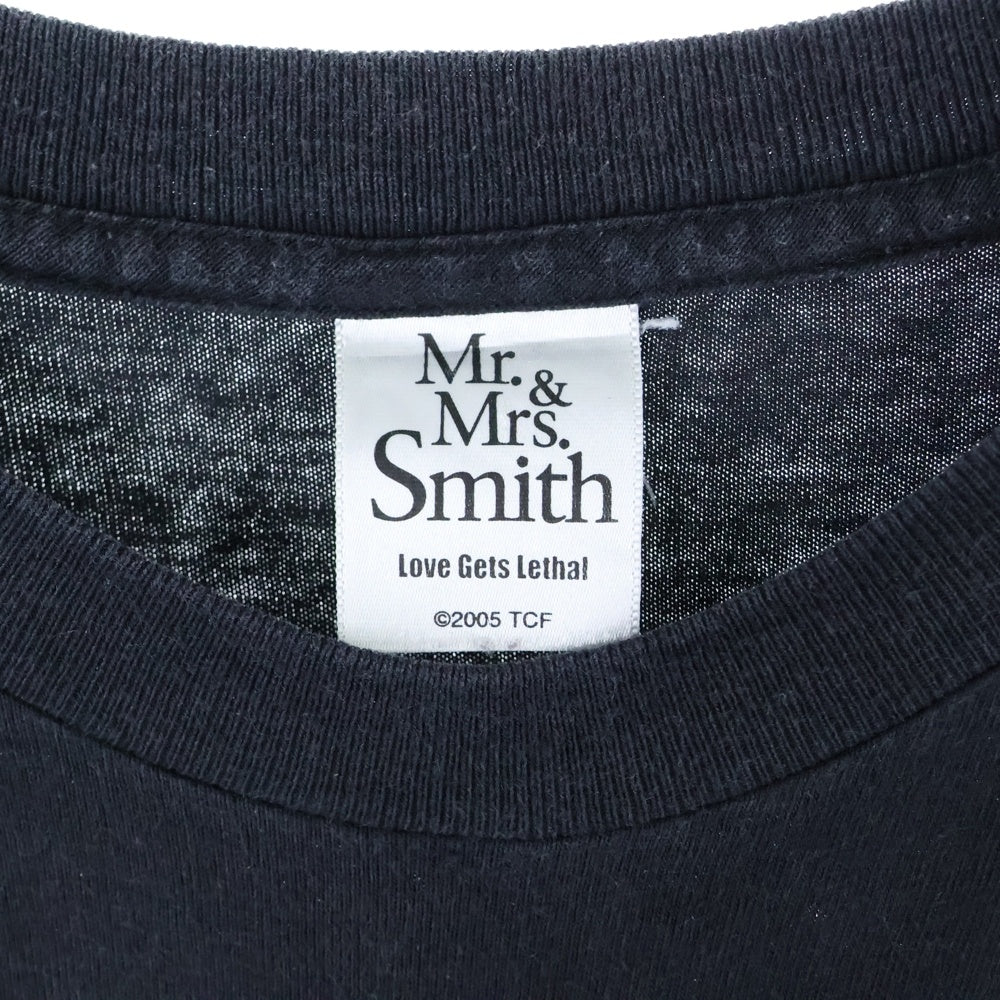 Mr. &
Mrs.
Smith
Love Gets Lethal
©2005 TCF